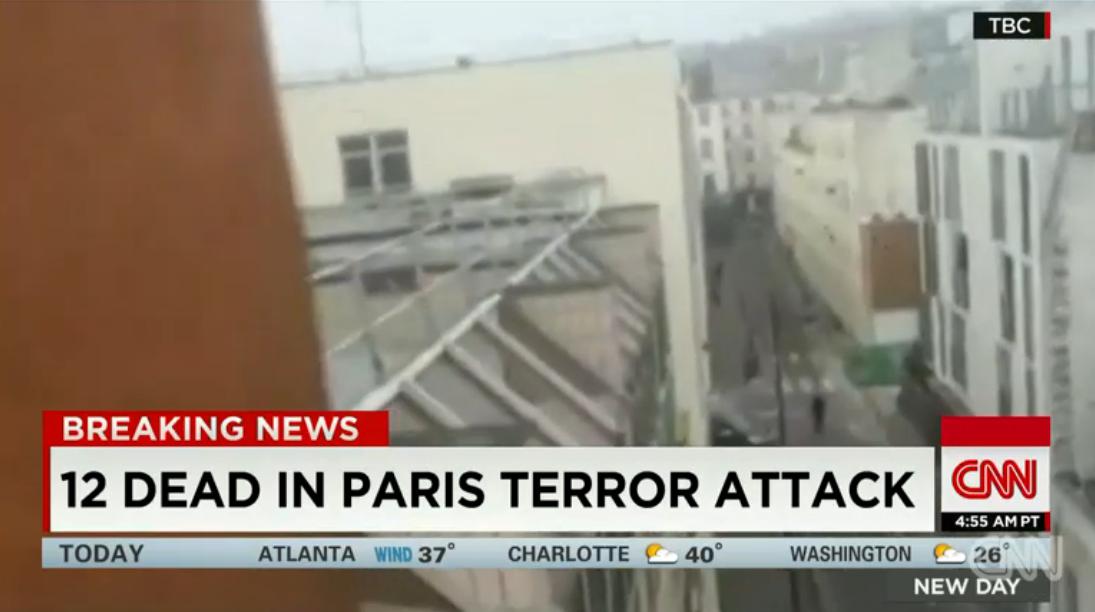 TBC
BREAKING NEWS
12 DEAD IN PARIS TERROR ATTACK
CNN
4:55 AM PT
TODAY ATLANTA WIND 37° CHARLOTTE 40° WASHINGTON 26°
CNN
NEW DAY